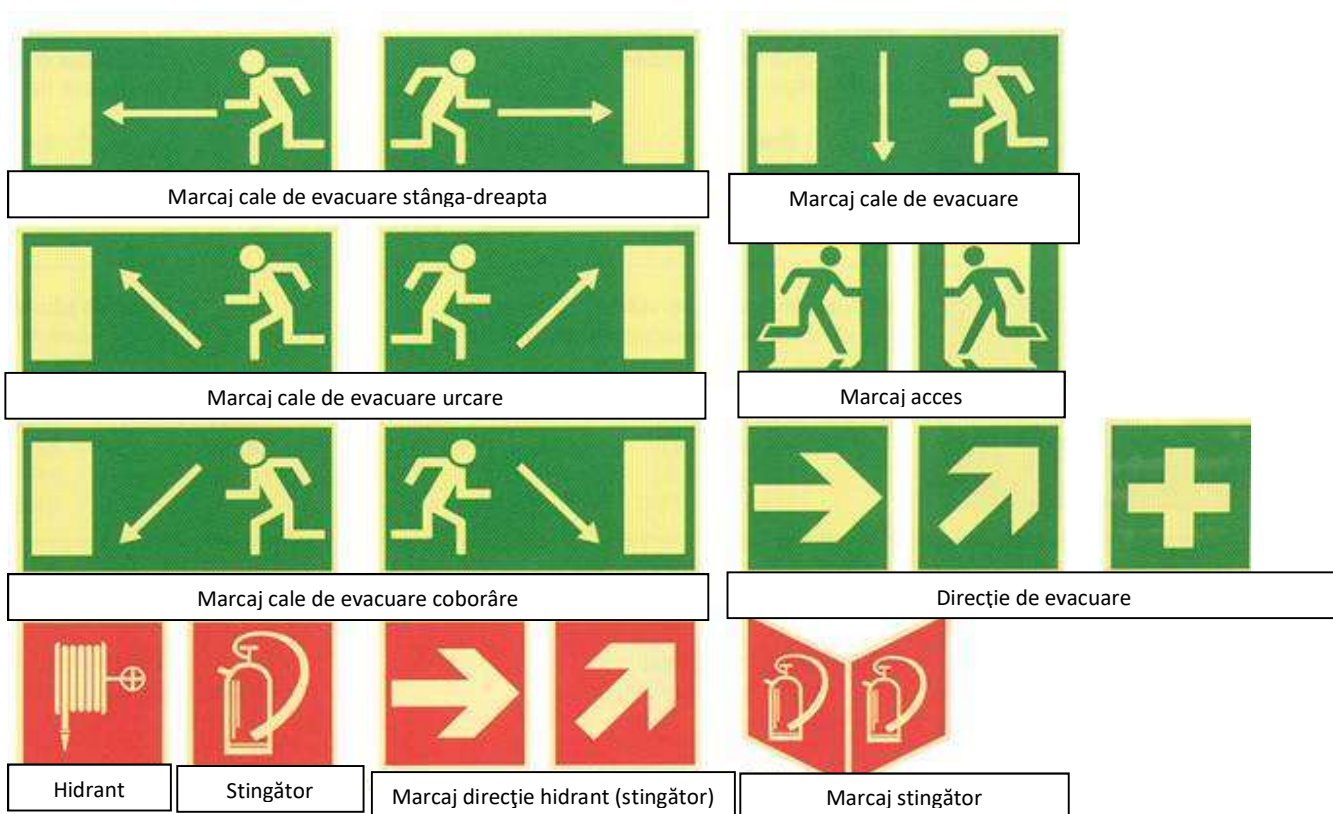 Marcaj cale de evacuare stânga-dreapta
Marcaj cale de evacuare
Marcaj cale de evacuare urcare
Marcaj acces
Marcaj cale de evacuare coborâre
Direcţie de evacuare
Hidrant
Stingător
Marcaj direcţie hidrant (stingător)
Marcaj stingător